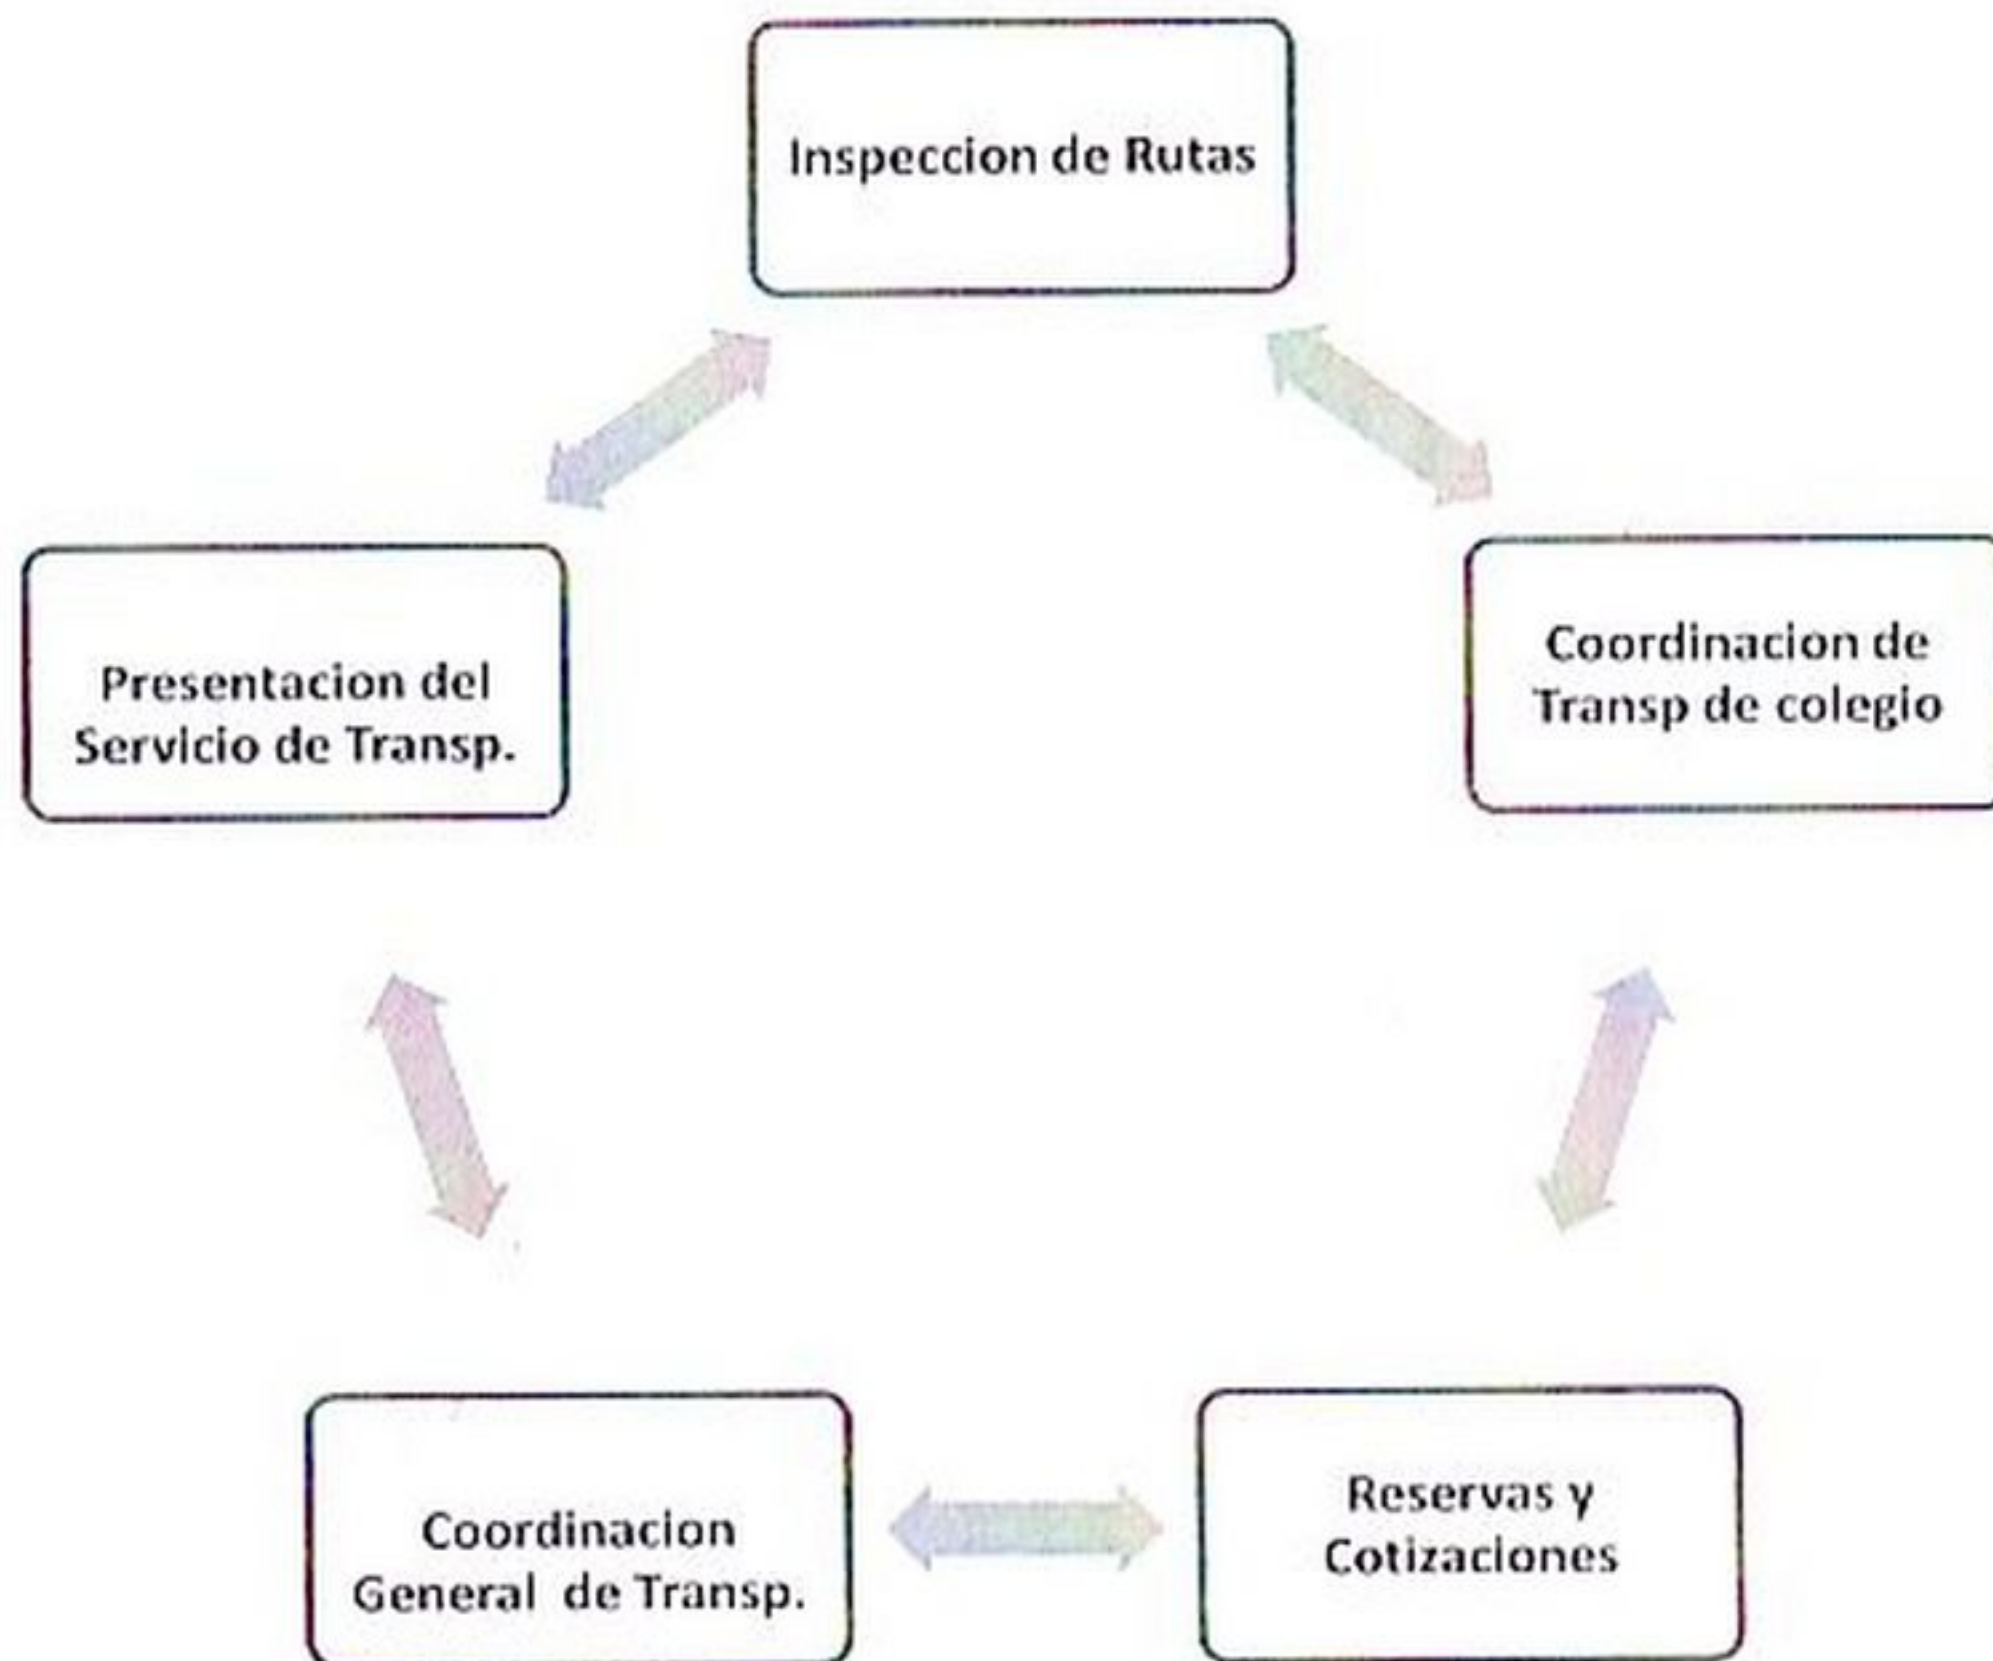 Inspeccion de Rutas
Presentacion del
Servicio de Transp.
Coordinacion de
Transp de colegio
Coordinacion
General de Transp.
Reservas y
Cotizaciones